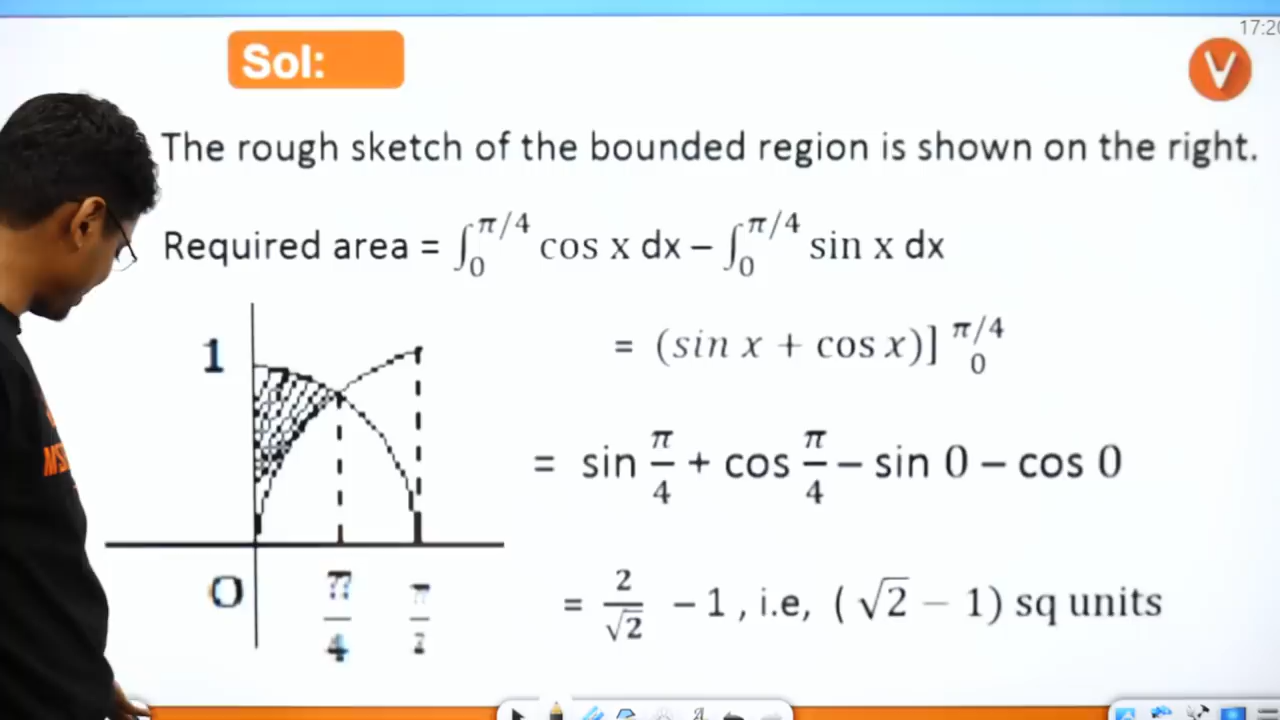 17:20
Sol:
V
The rough sketch of the bounded region is shown on the right.
Required area = ∫₀^π/4 cos x dx − ∫₀^π/4 sin x dx
= (sin x + cos x)] ₀^π/4
= sin π/4 + cos π/4 − sin 0 − cos 0
= 2/√2 − 1 , i.e, ( √2 − 1) sq units
1
O
π/4
π/2